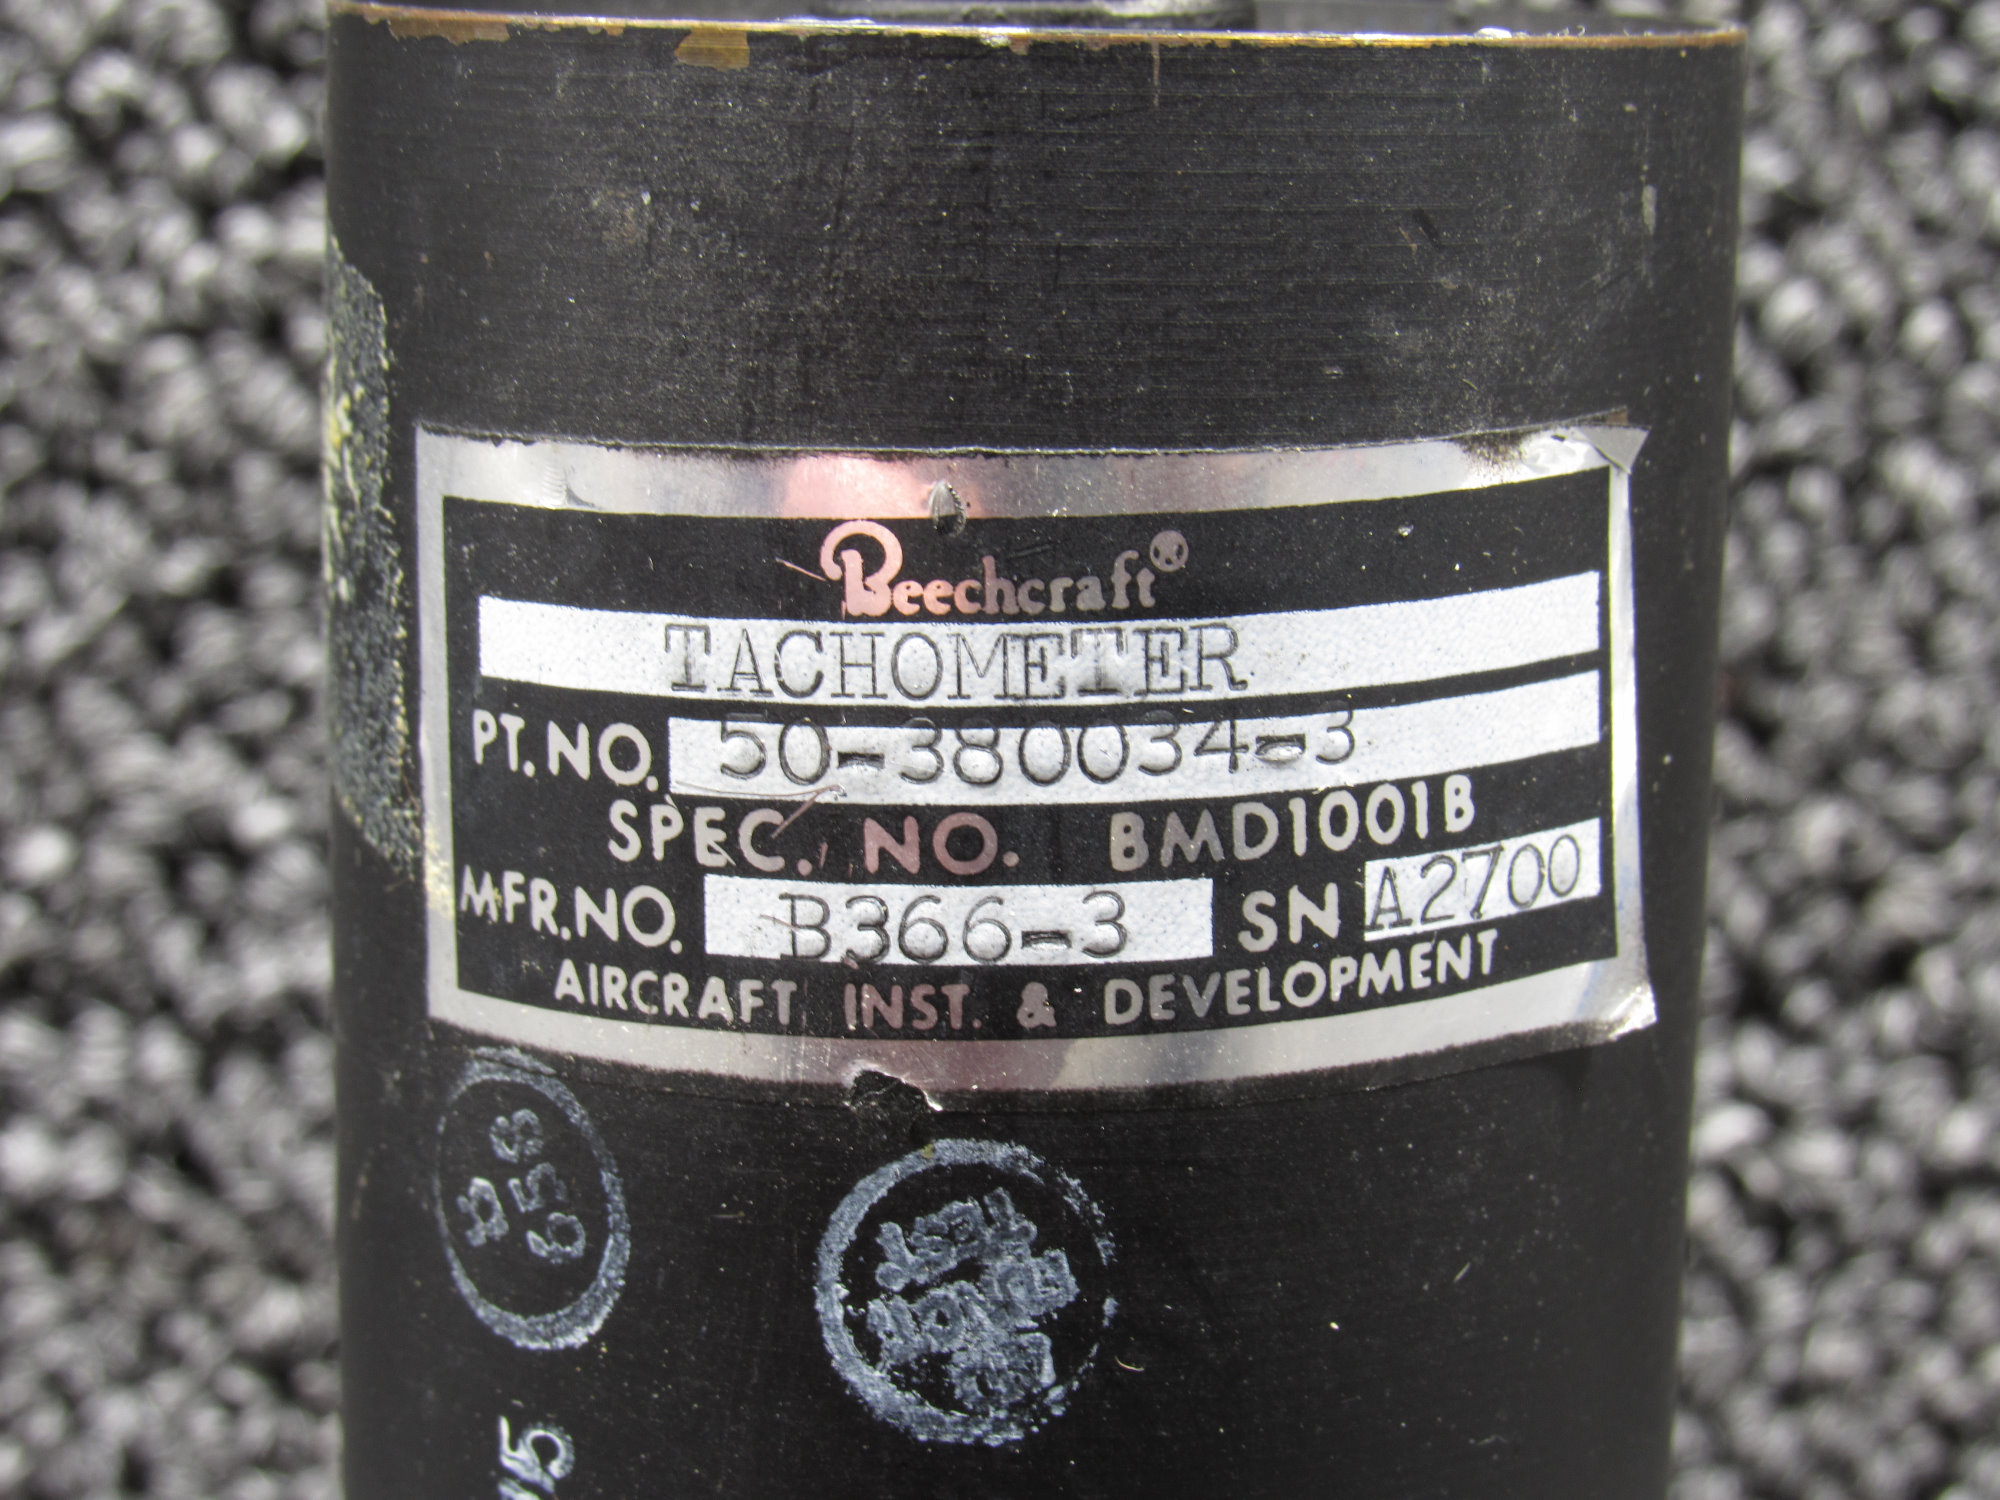 Beechcraft®
TACHOMETER
PT. NO. 50-380034-3
SPEC. NO. BMD1001B
MFR. NO. B366-3 SN A2700
AIRCRAFT INST. & DEVELOPMENT
TEST